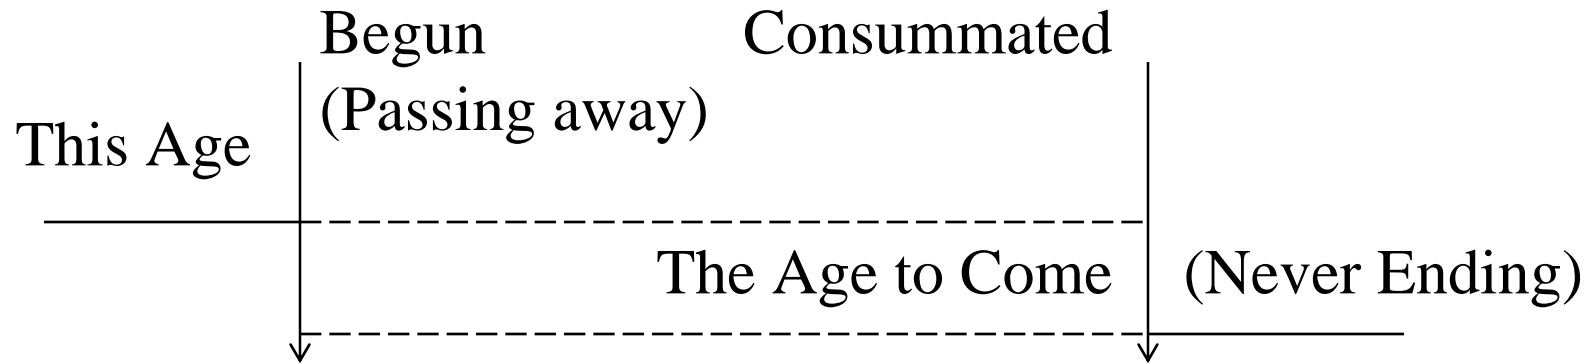 Begun
Consummated
(Passing away)
This Age
The Age to Come
(Never Ending)